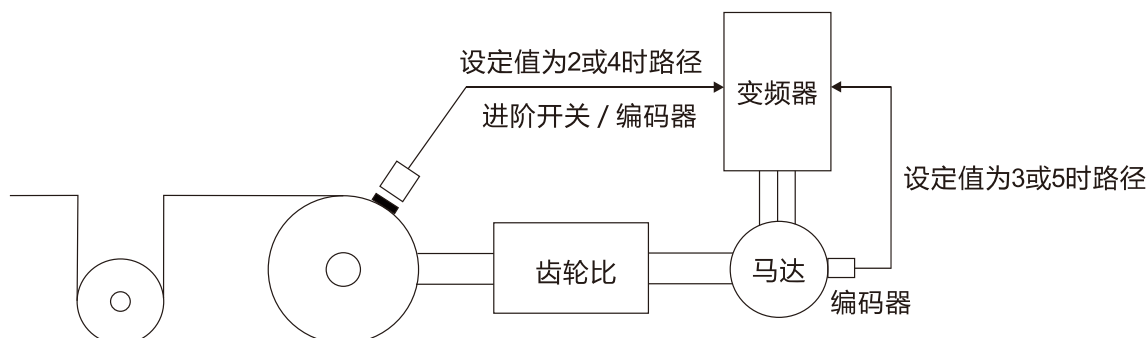 设定值为2或4时路径
变频器
进阶开关 / 编码器
设定值为3或5时路径
齿轮比
马达
编码器